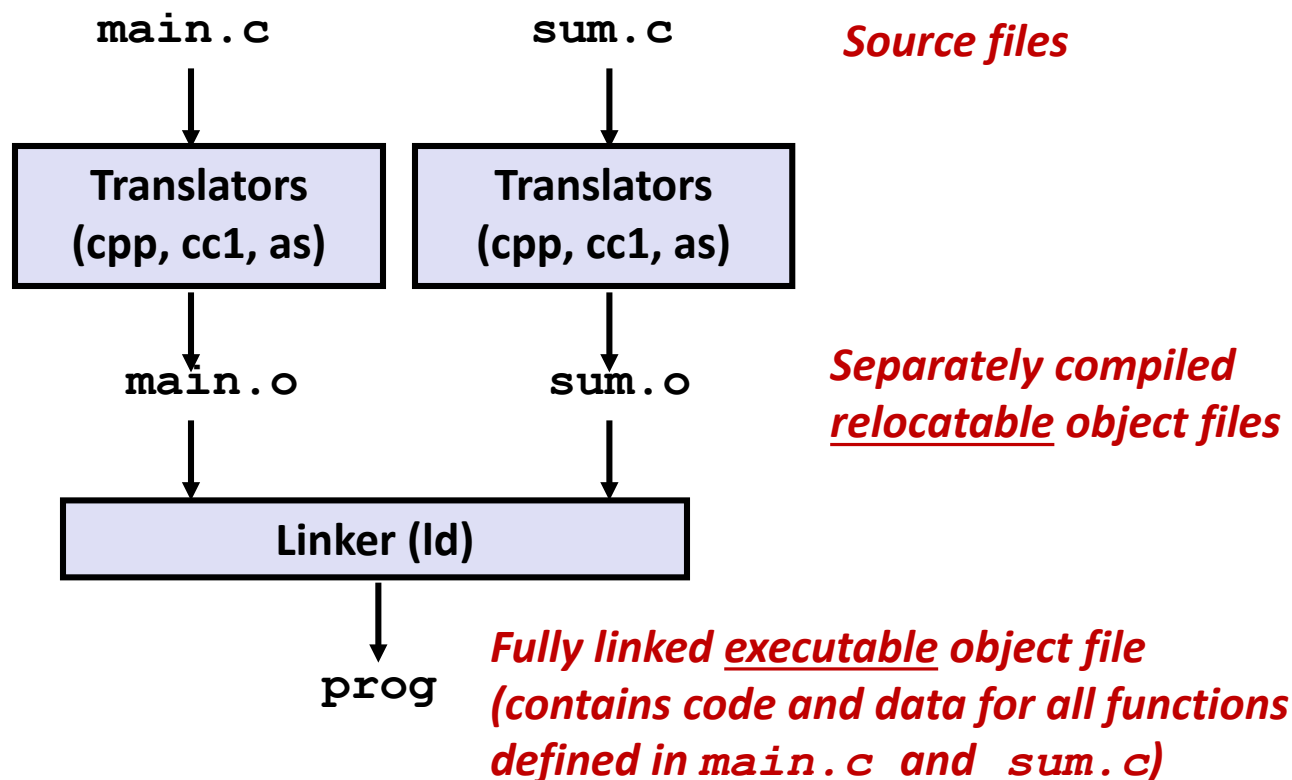 main.c sum.c Source files
Translators
(cpp, cc1, as)
Translators
(cpp, cc1, as)
main.o sum.o
Separately compiled
relocatable object files
Linker (ld)
prog
Fully linked executable object file
(contains code and data for all functions
defined in main.c and sum.c)